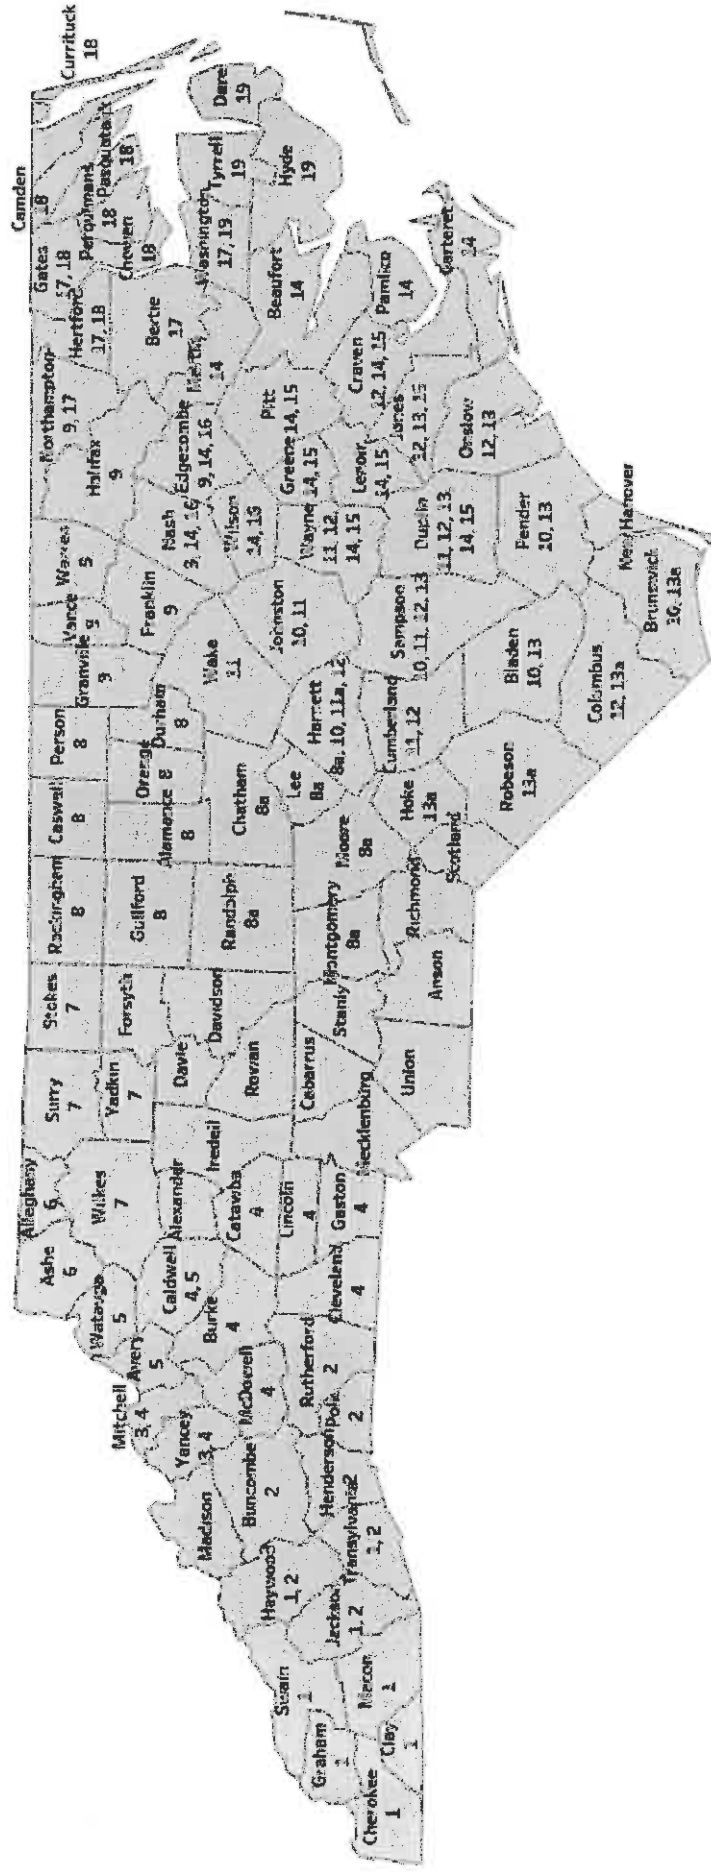 Cherokee
1
Graham
1
Clay
1
Swain
1
Macon
1
Jackson
1, 2
Haywood
1, 2
Transylvania
1, 2
Madison
Buncombe
2
Henderson
2
Polk
2
Rutherford
2
Yancey
3, 4
Mitchell
3, 4
McDowell
4
Avery
5
Burke
4
Watauga
5
Caldwell
4, 5
Cleveland
4
Ashe
6
Alleghany
6
Wilkes
7
Alexander
Catawba
4
Lincoln
4
Gaston
4
Iredell
Mecklenburg
Surry
7
Yadkin
7
Davie
Rowan
Cabarrus
Union
Stokes
7
Forsyth
Davidson
Stanly
Anson
Rockingham
8
Guilford
8
Randolph
8a
Montgomery
8a
Richmond
Scotland
Caswell
8
Alamance
8
Orange
8
Chatham
8a
Lee
8a
Moore
8a
Hoke
13a
Robeson
13a
Person
8
Durham
8
Granville
9
Vance
9
Wake
11
Harnett
8a, 10, 11a, 12
Cumberland
11, 12
Bladen
10, 13
Columbus
12, 13a
Warren
Franklin
9
Johnston
10, 11
Sampson
10, 11, 12, 13
Brunswick
10, 13a
New Hanover
Pender
10, 13
Halifax
9
Northampton
9, 17
Nash
9, 14, 16
Wilson
14, 15
Wayne
11, 12,
14, 15
Duplin
11, 12, 13
14, 15
Edgecombe
9, 14, 16
Greene
14, 15
Lenoir
14, 15
Jones
12, 13, 15
Onslow
12, 13
Pitt
14, 15
Craven
12, 14, 15
Martin
14
Bertie
17
Hertford
17, 18
Gates
17, 18
Beaufort
14
Pamlico
14
Carteret
14
Washington
17, 19
Chowan
18
Perquimans
18
Pasquotank
18
Camden
18
Currituck
18
Tyrrell
19
Hyde
19
Dare
19